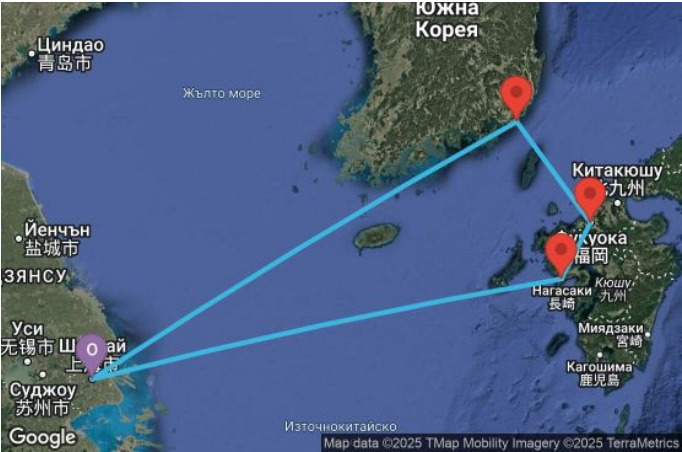 Южна
Корея
Циндао
青岛市
Жълто море
Китакюшу
九州
Йенчън
盐城市
ЗЯНСУ
福岡
Нагасаки
長崎
Кюшу
九州
Уси
无锡市
O
Миядзаки
宮崎
Суджоу
苏州市
Кагошима
鹿児島
Източнокитайско
Google
Map data ©2025 TMap Mobility Imagery ©2025 TerraMetrics